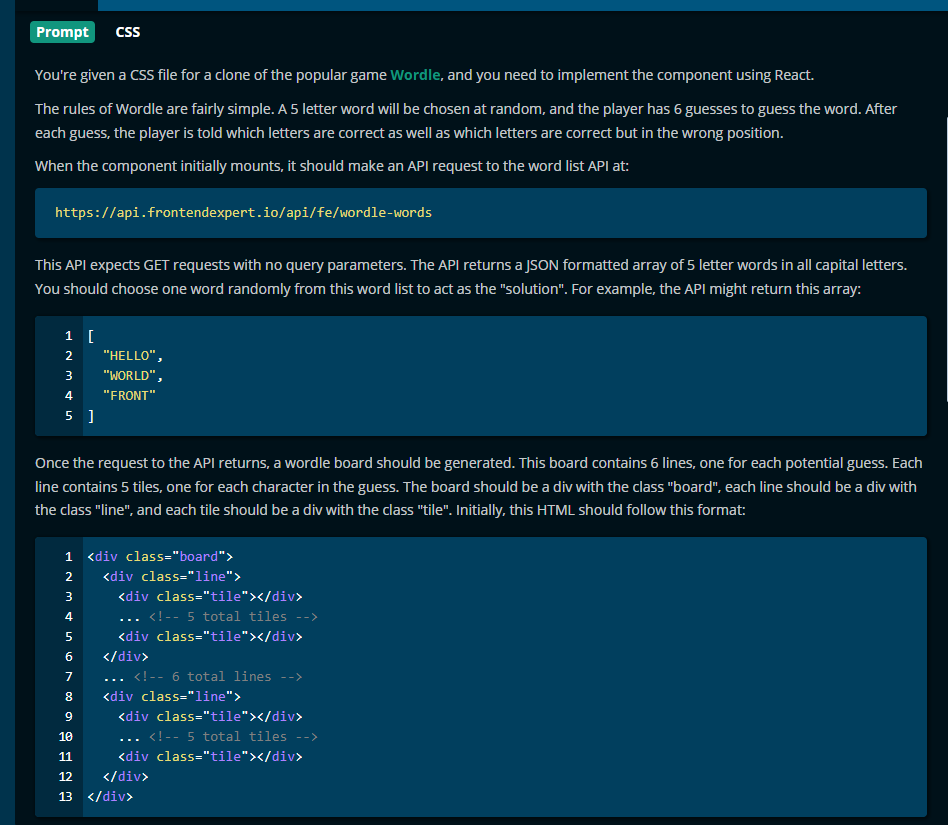 Prompt CSS
You're given a CSS file for a clone of the popular game Wordle, and you need to implement the component using React.
The rules of Wordle are fairly simple. A 5 letter word will be chosen at random, and the player has 6 guesses to guess the word. After
each guess, the player is told which letters are correct as well as which letters are correct but in the wrong position.
When the component initially mounts, it should make an API request to the word list API at:
https://api.frontendexpert.io/api/fe/wordle-words
This API expects GET requests with no query parameters. The API returns a JSON formatted array of 5 letter words in all capital letters.
You should choose one word randomly from this word list to act as the "solution". For example, the API might return this array:
1 [
2 "HELLO",
3 "WORLD",
4 "FRONT"
5 ]
Once the request to the API returns, a wordle board should be generated. This board contains 6 lines, one for each potential guess. Each
line contains 5 tiles, one for each character in the guess. The board should be a div with the class "board", each line should be a div with
the class "line", and each tile should be a div with the class "tile". Initially, this HTML should follow this format:
1 <div class="board">
2 <div class="line">
3 <div class="tile"></div>
4 ... <!-- 5 total tiles -->
5 <div class="tile"></div>
6 </div>
7 ... <!-- 6 total lines -->
8 <div class="line">
9 <div class="tile"></div>
10 ... <!-- 5 total tiles -->
11 <div class="tile"></div>
12 </div>
13 </div>